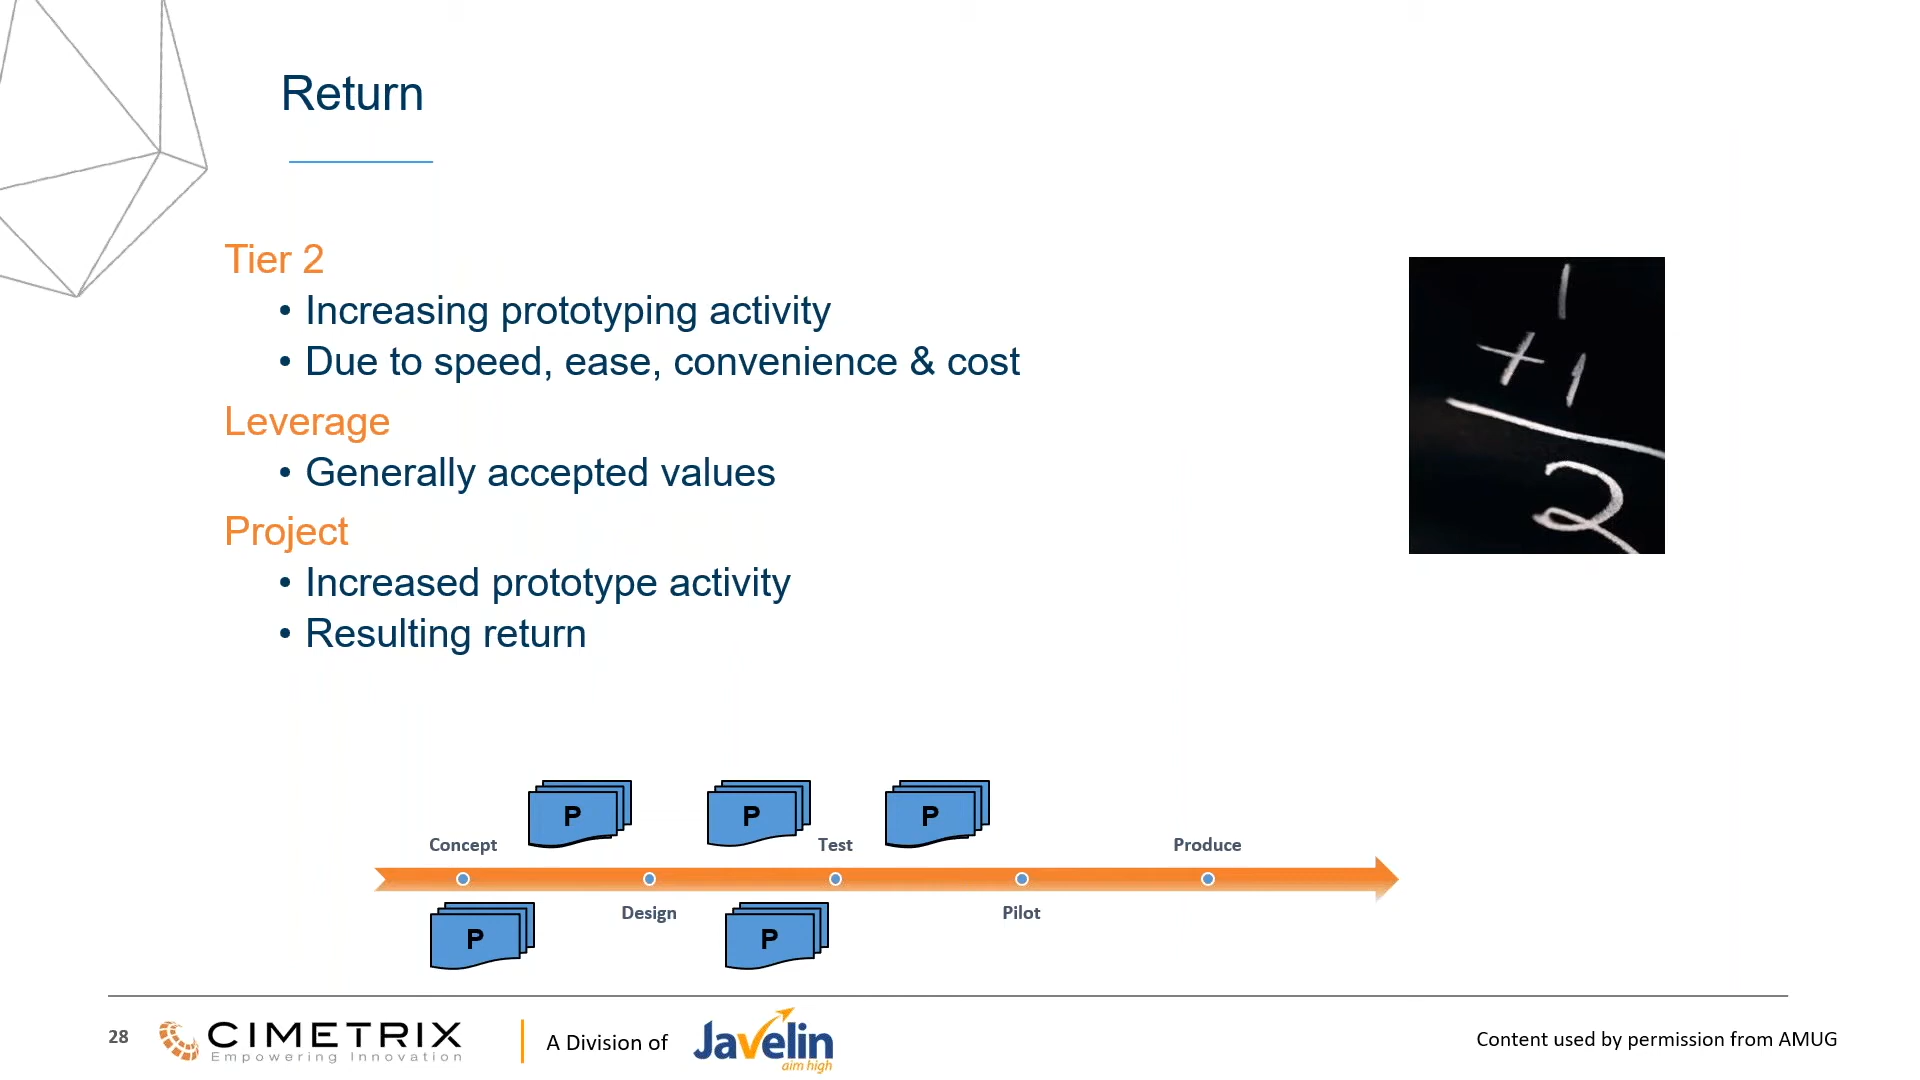 Return
Tier 2
• Increasing prototyping activity
• Due to speed, ease, convenience & cost
Leverage
• Generally accepted values
Project
• Increased prototype activity
• Resulting return
1
+1
2
P P P
Concept Test Produce
Design Pilot
P P
28 CIMETRIX
Empowering Innovation
A Division of Javelin
aim high
Content used by permission from AMUG